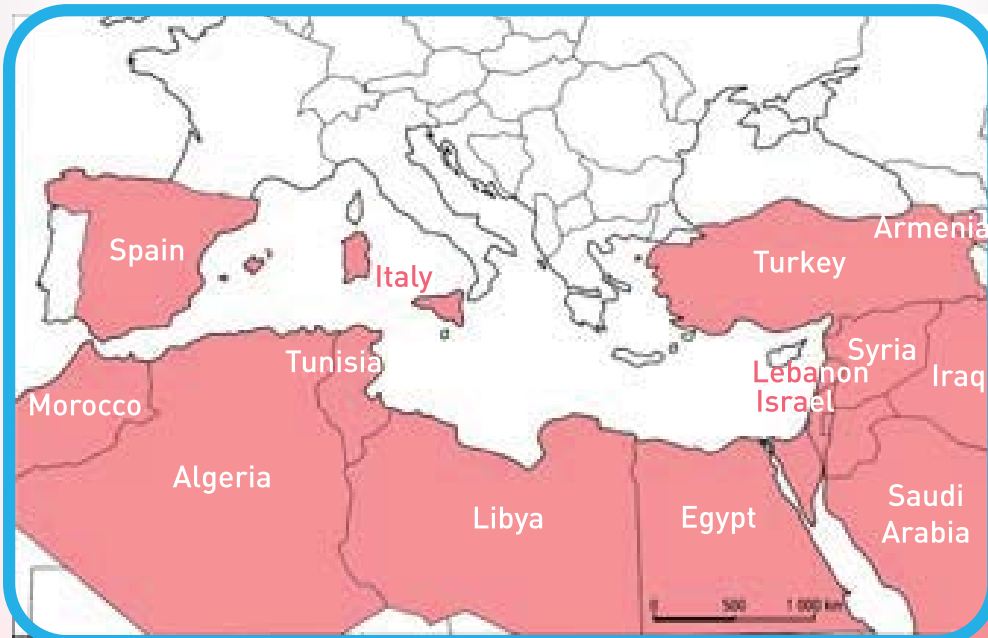 Armenia
Spain
Turkey
Italy
Tunisia
Syria
Lebanon
Iraq
Israel
Morocco
Algeria
Saudi
Arabia
Libya
Egypt
0 500 1 000 km